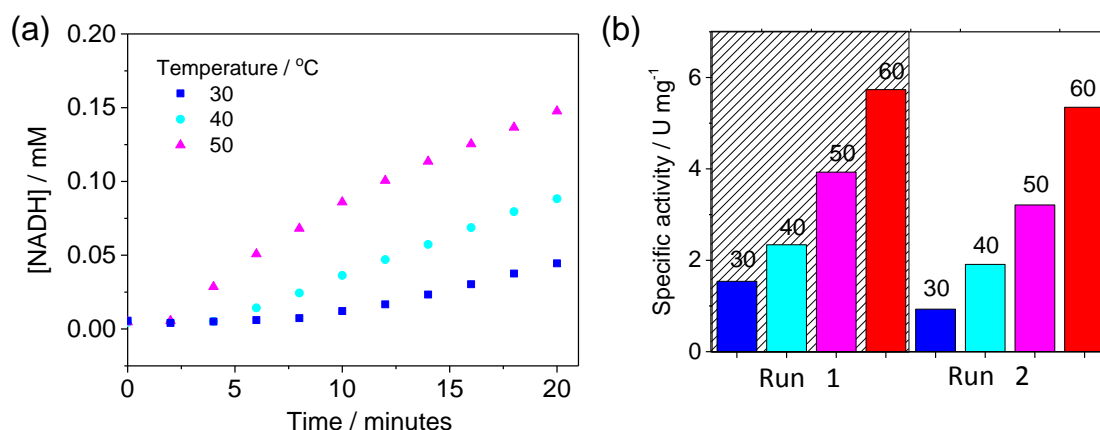 (a)
[NADH] / mM
0.20
0.15
0.10
0.05
0.00
Temperature / °C
30
40
50
0 5 10 15 20
Time / minutes
(b)
Specific activity / U mg-1
6
4
2
0
30 40 50 60 30 40 50 60
Run 1 Run 2